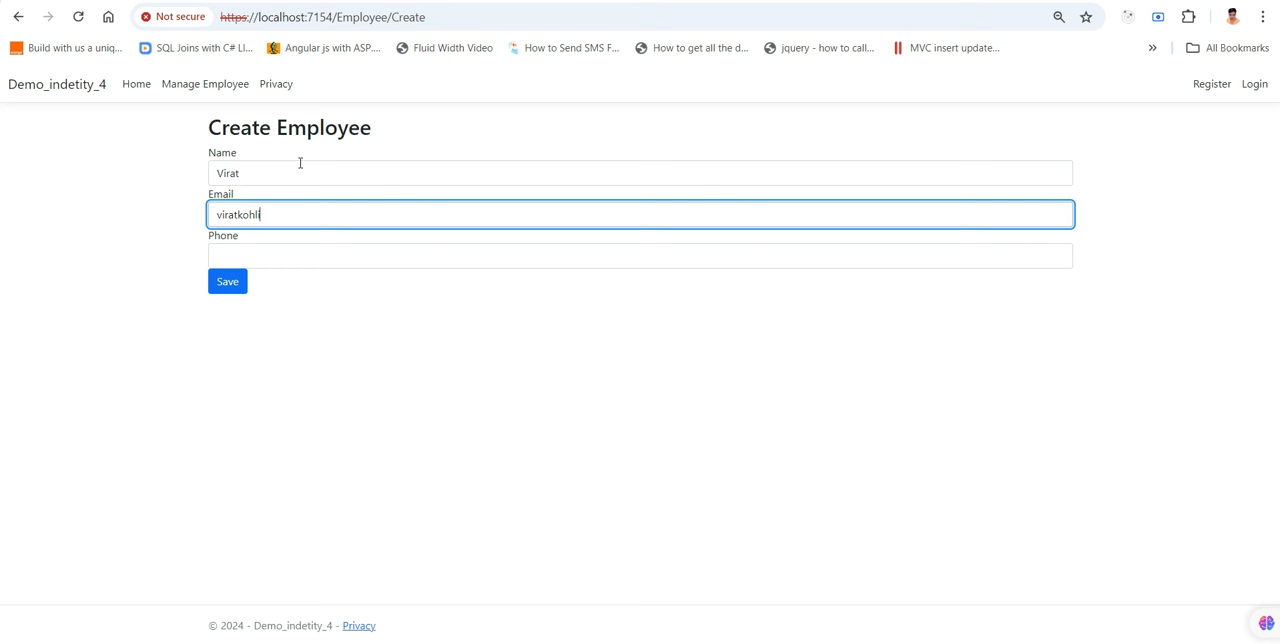 Not secure https://localhost:7154/Employee/Create
Build with us a uniq... SQL Joins with C# LI... Angular js with ASP.... Fluid Width Video How to Send SMS F... How to get all the d... jquery - how to call... MVC insert update... » All Bookmarks
Demo_indetity_4 Home Manage Employee Privacy Register Login
Create Employee
Name
Virat
Email
viratkohli
Phone
Save
© 2024 - Demo_indetity_4 - Privacy